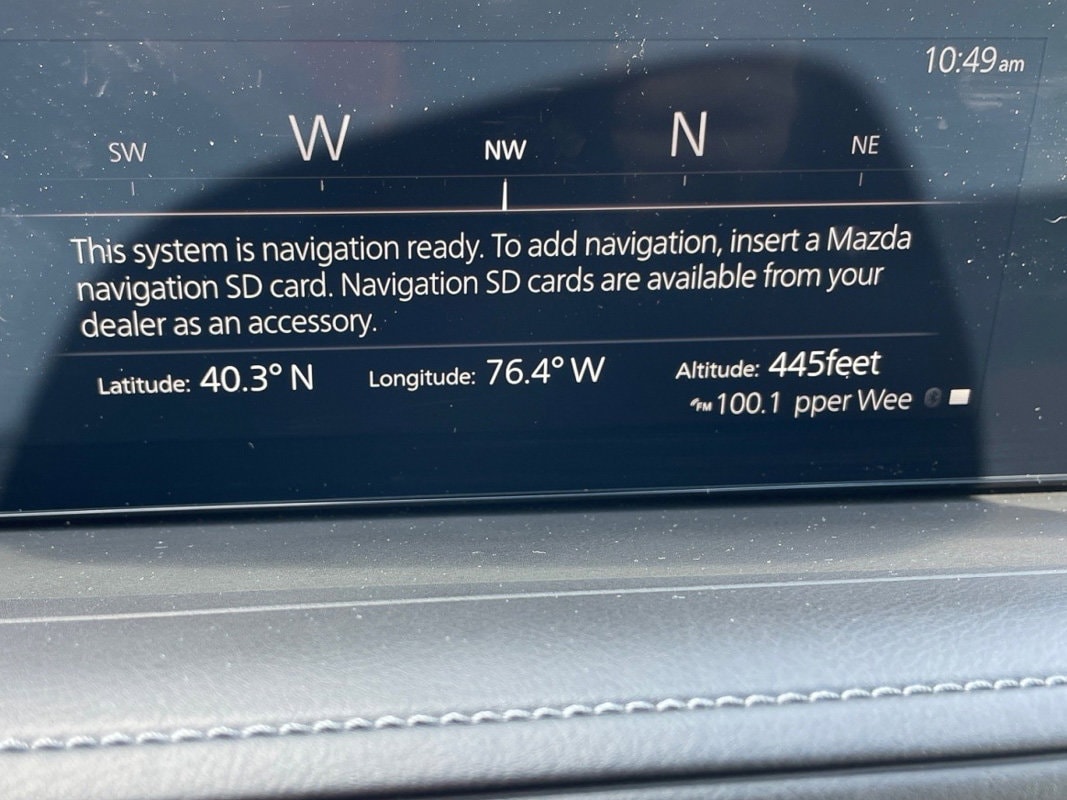 10:49am
SW W NW N NE
This system is navigation ready. To add navigation, insert a Mazda
navigation SD card. Navigation SD cards are available from your
dealer as an accessory.
Latitude: 40.3° N Longitude: 76.4° W Altitude: 445feet
FM 100.1 pper Wee